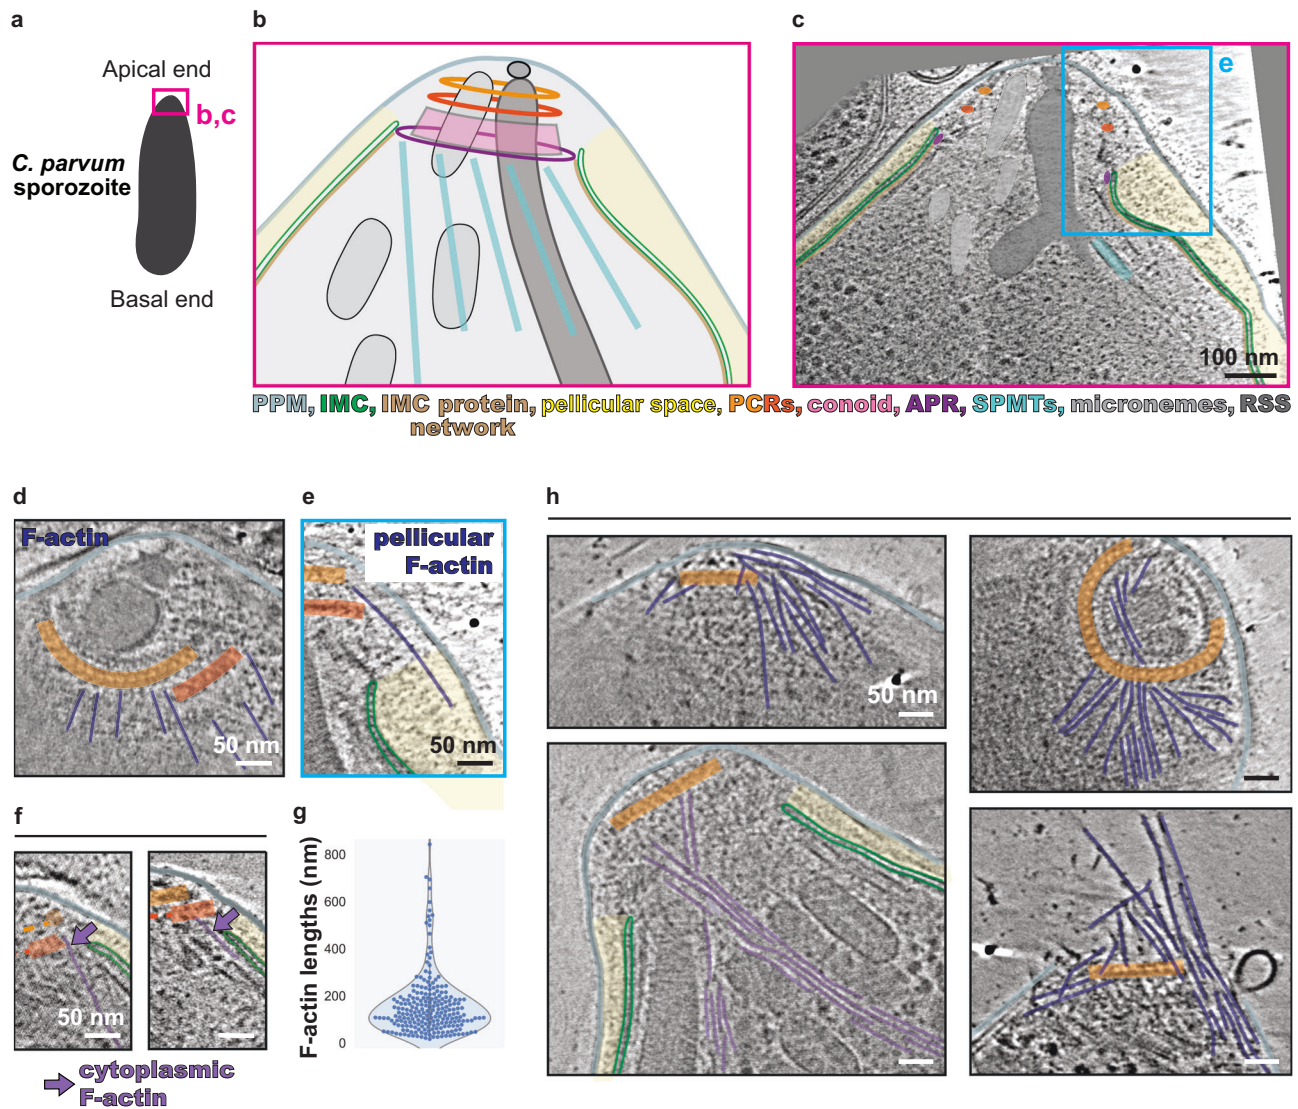 a
Apical end
b,c
C. parvum
sporozoite
Basal end
b
c
e
100 nm
PPM, IMC, IMC protein, pellicular space, PCRs, conoid, APR, SPMTs, micronemes, RSS
network
d
F-actin
50 nm
e
pellicular
F-actin
50 nm
f
50 nm
cytoplasmic
F-actin
g
F-actin lengths (nm)
800
600
400
200
0
h
50 nm